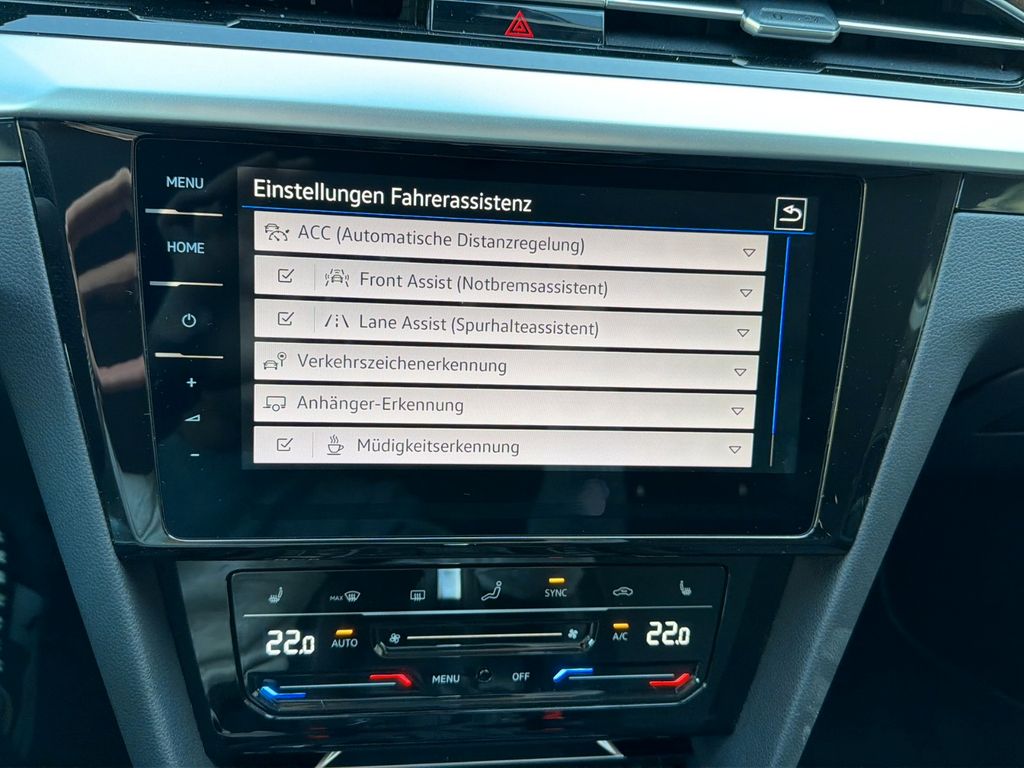 MENU
HOME
Einstellungen Fahrerassistenz
ACC (Automatische Distanzregelung)
Front Assist (Notbremsassistent)
Lane Assist (Spurhalteassistent)
Verkehrszeichenerkennung
Anhänger-Erkennung
Müdigkeitserkennung
MAX
SYNC
22.0
AUTO
A/C
22.0
MENU
OFF